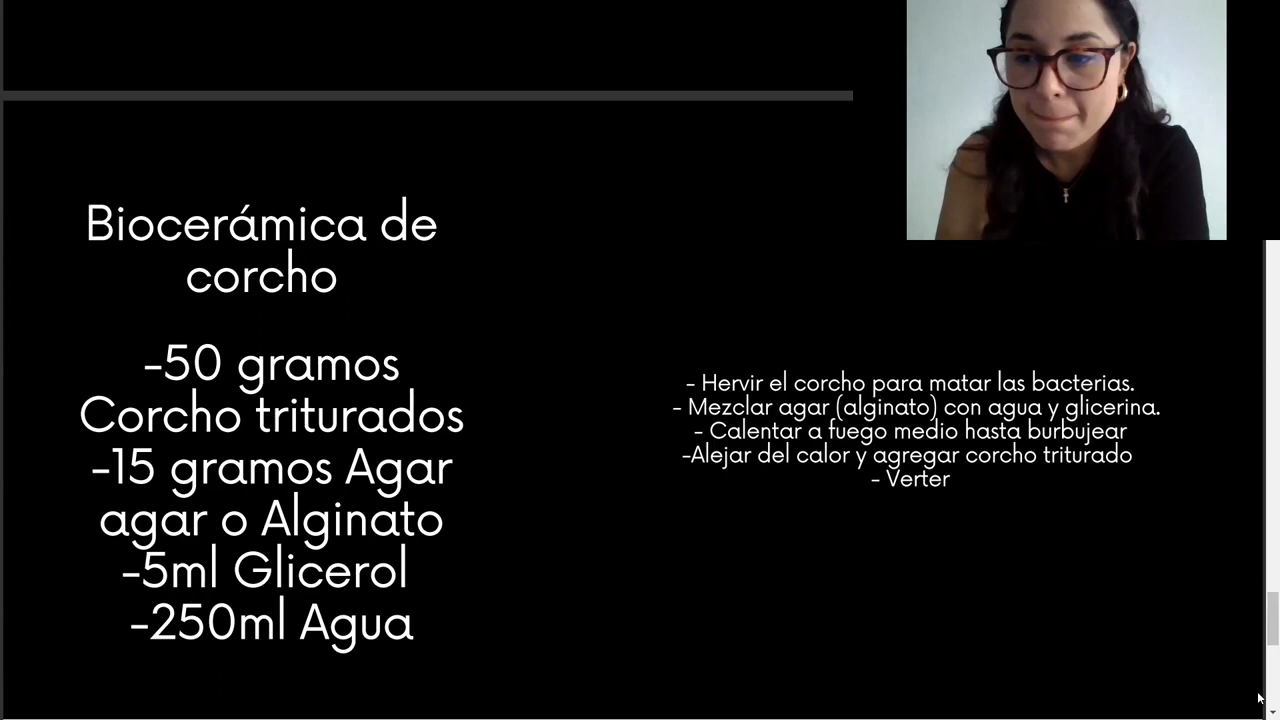 Biocerámica de
corcho
-50 gramos
Corcho triturados
-15 gramos Agar
agar o Alginato
-5ml Glicerol
-250ml Agua
- Hervir el corcho para matar las bacterias.
- Mezclar agar (alginato) con agua y glicerina.
- Calentar a fuego medio hasta burbujear
-Alejar del calor y agregar corcho triturado
- Verter